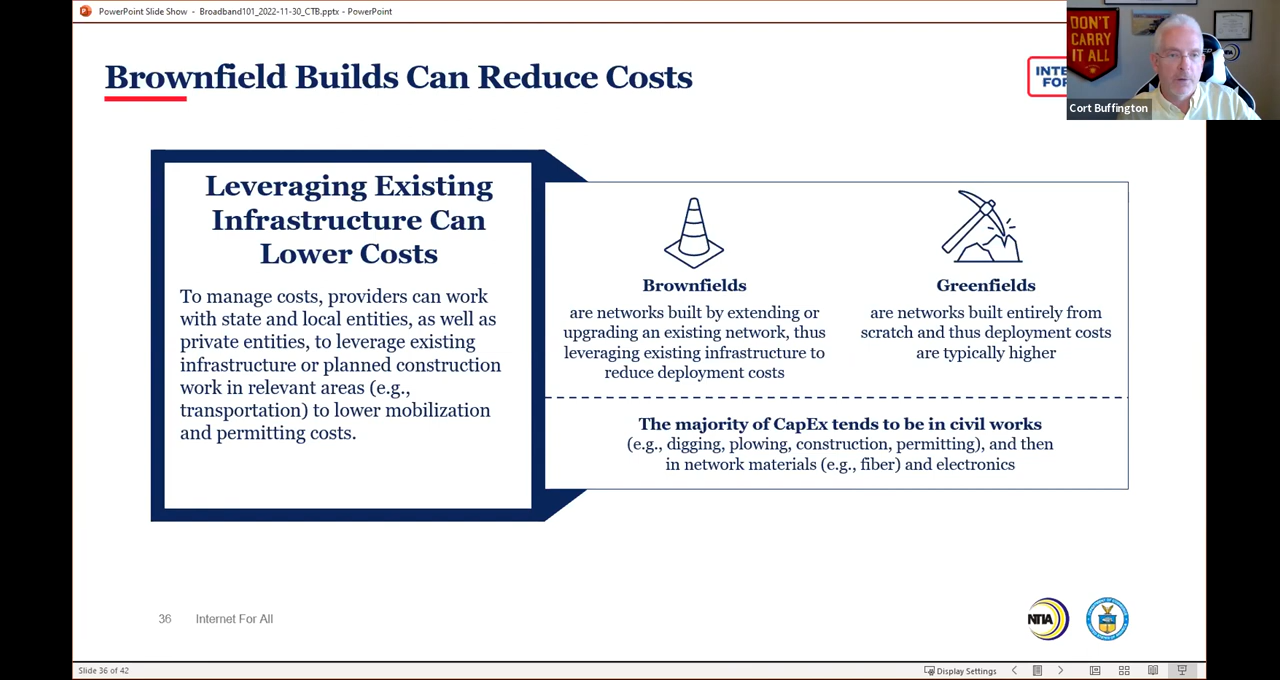 PowerPoint Slide Show - Broadband101_2022-11-30_CTB.pptx - PowerPoint
Brownfield Builds Can Reduce Costs
INTE
FOR
DON'T
CARRY
IT ALL
Cort Buffington
Leveraging Existing
Infrastructure Can
Lower Costs
To manage costs, providers can work
with state and local entities, as well as
private entities, to leverage existing
infrastructure or planned construction
work in relevant areas (e.g.,
transportation) to lower mobilization
and permitting costs.
Brownfields
are networks built by extending or
upgrading an existing network, thus
leveraging existing infrastructure to
reduce deployment costs
Greenfields
are networks built entirely from
scratch and thus deployment costs
are typically higher
The majority of CapEx tends to be in civil works
(e.g., digging, plowing, construction, permitting), and then
in network materials (e.g., fiber) and electronics
36 Internet For All
NTIA
Slide 36 of 42
Display Settings